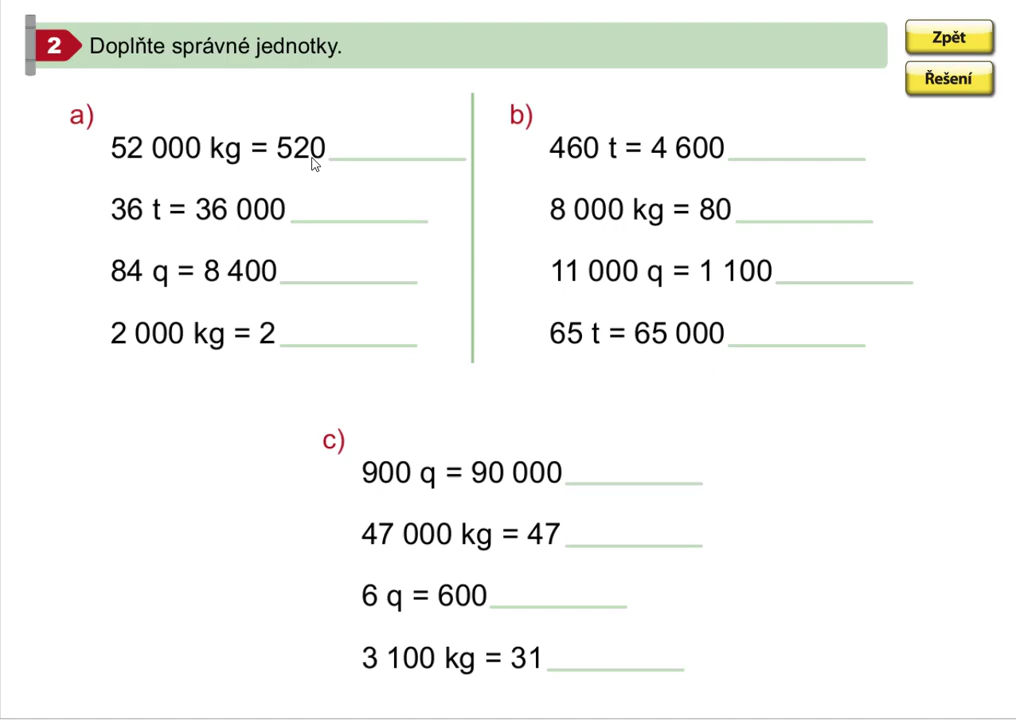 2 Doplňte správné jednotky.
Zpět
Řešení
a)
52 000 kg = 520
36 t = 36 000
84 q = 8 400
2 000 kg = 2
b)
460 t = 4 600
8 000 kg = 80
11 000 q = 1 100
65 t = 65 000
c)
900 q = 90 000
47 000 kg = 47
6 q = 600
3 100 kg = 31